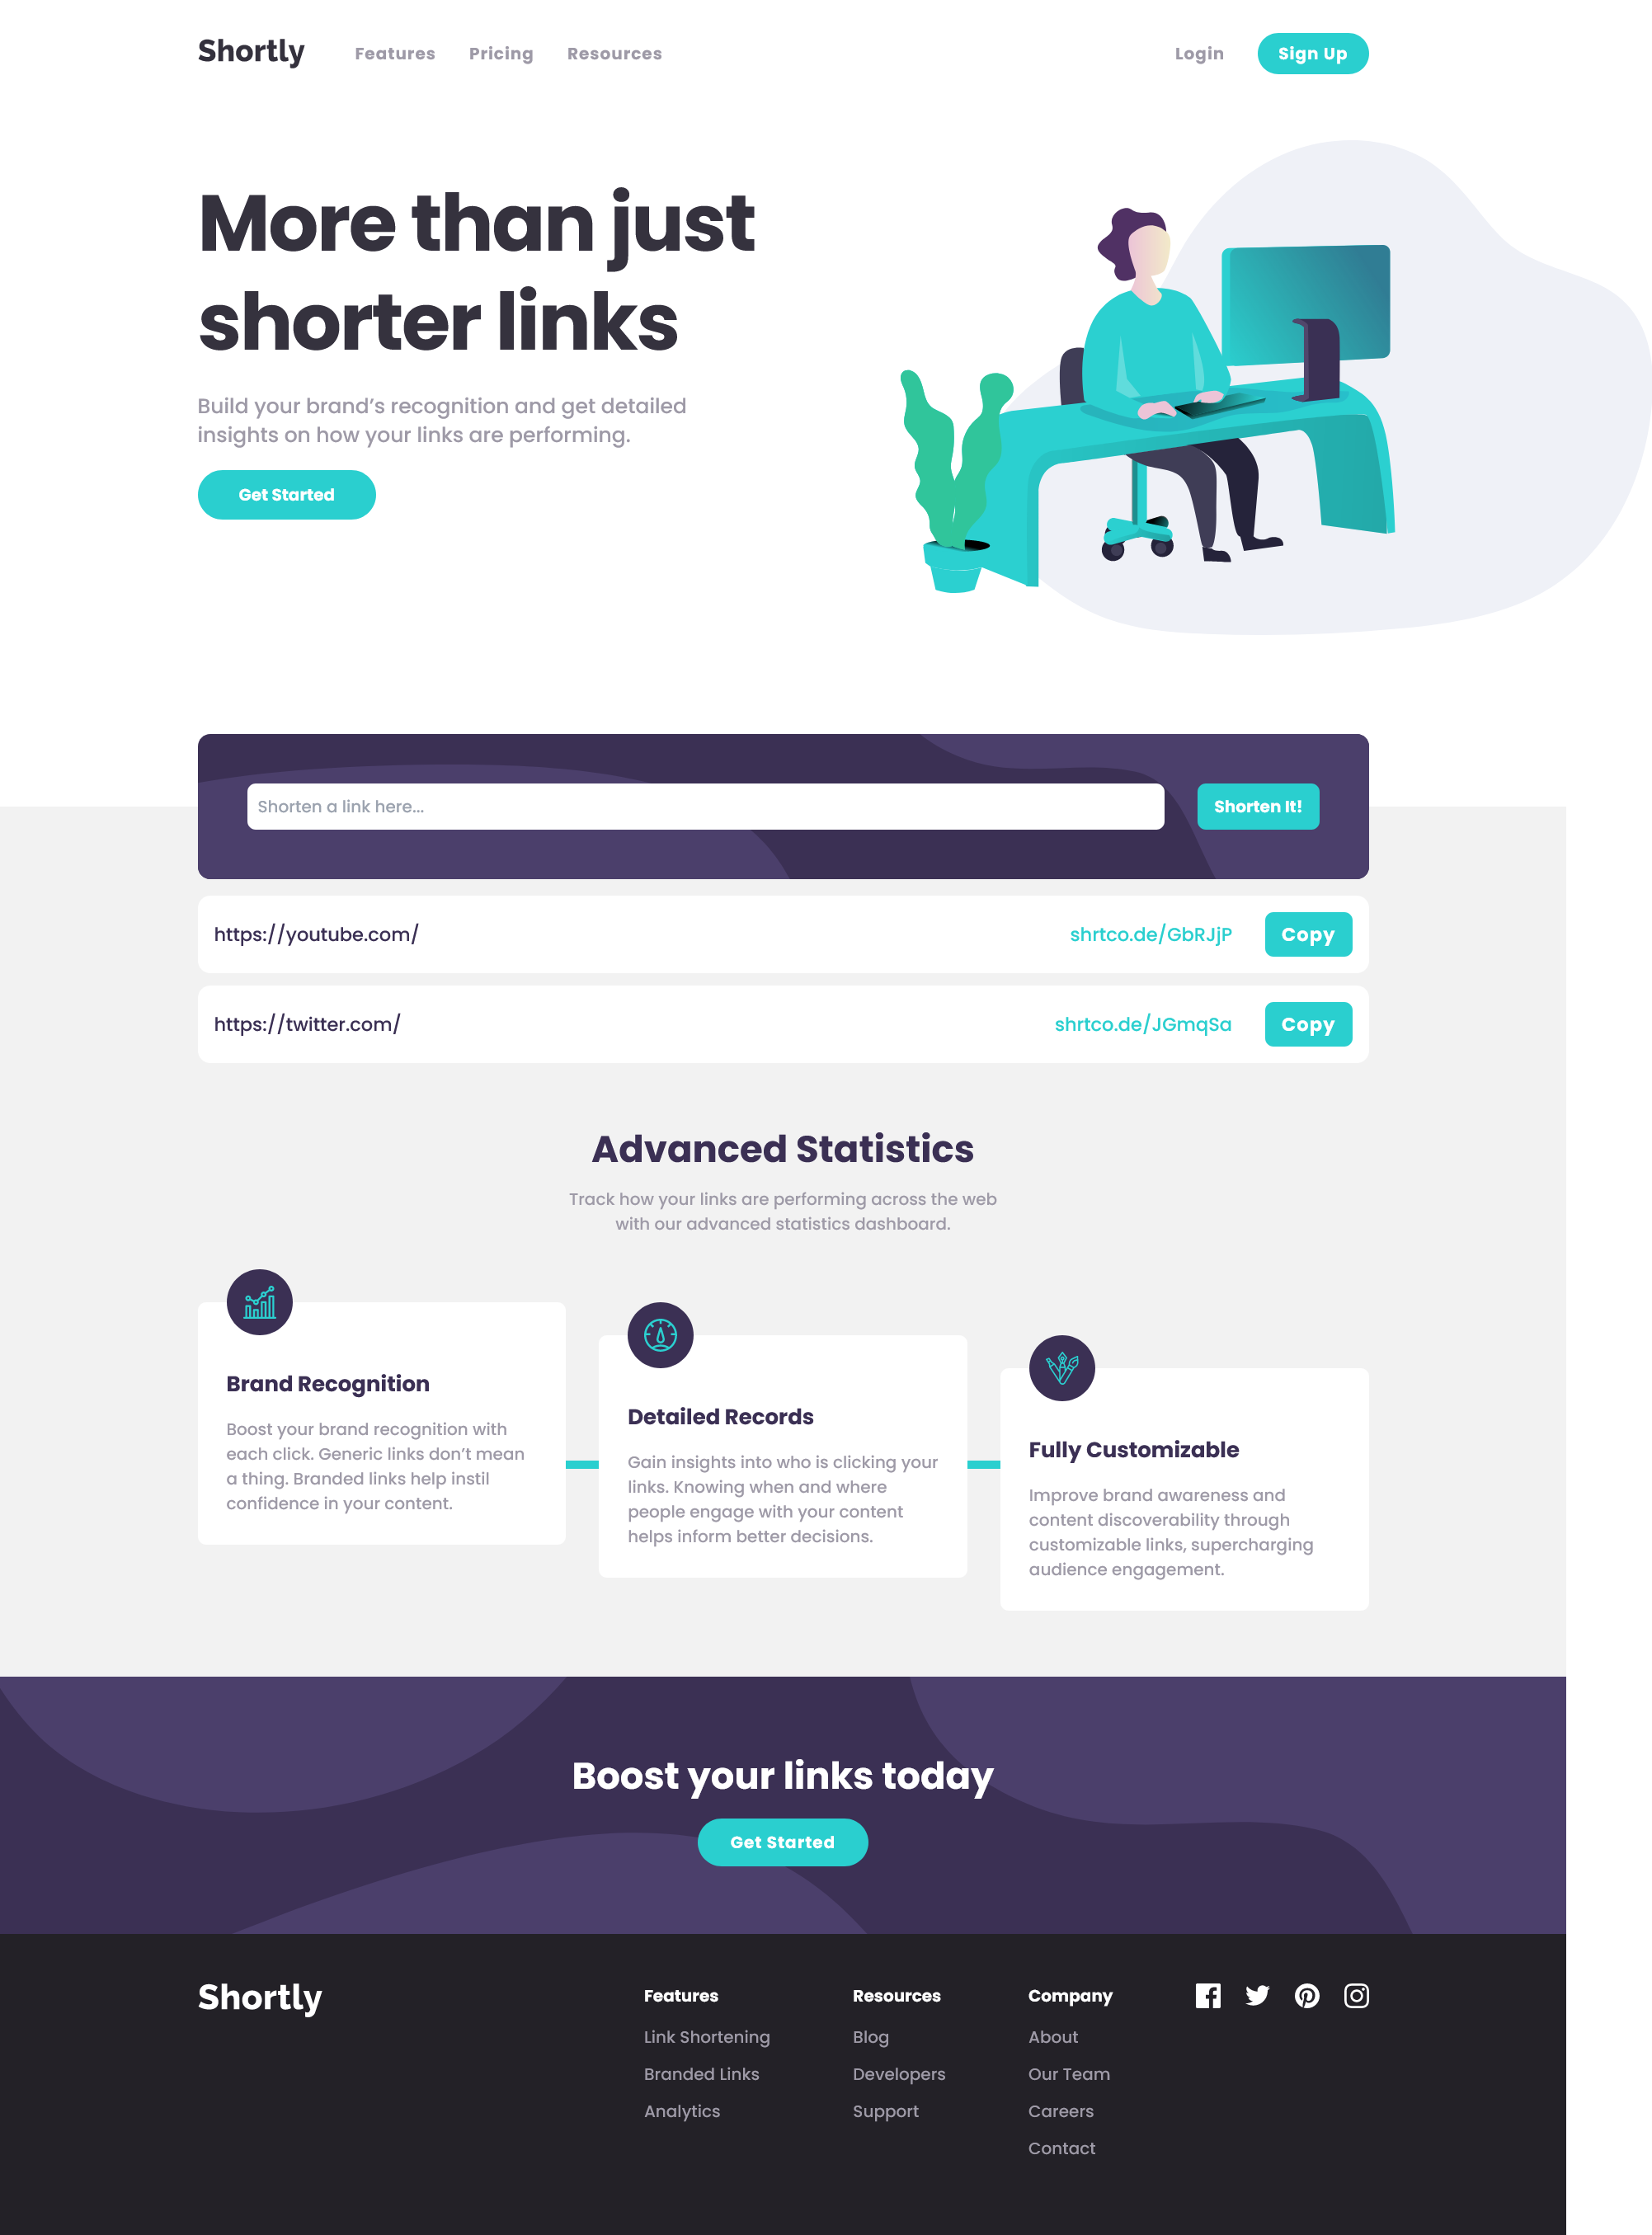 Shortly
Features
Pricing
Resources
Login
Sign Up
More than just
shorter links
Build your brand’s recognition and get detailed
insights on how your links are performing.
Get Started
Shorten a link here...
Shorten It!
https://youtube.com/
shrtco.de/GbRJjP
Copy
https://twitter.com/
shrtco.de/JGmqSa
Copy
Advanced Statistics
Track how your links are performing across the web
with our advanced statistics dashboard.
Brand Recognition
Boost your brand recognition with
each click. Generic links don’t mean
a thing. Branded links help instil
confidence in your content.
Detailed Records
Gain insights into who is clicking your
links. Knowing when and where
people engage with your content
helps inform better decisions.
Fully Customizable
Improve brand awareness and
content discoverability through
customizable links, supercharging
audience engagement.
Boost your links today
Get Started
Shortly
Features
Link Shortening
Branded Links
Analytics
Resources
Blog
Developers
Support
Company
About
Our Team
Careers
Contact